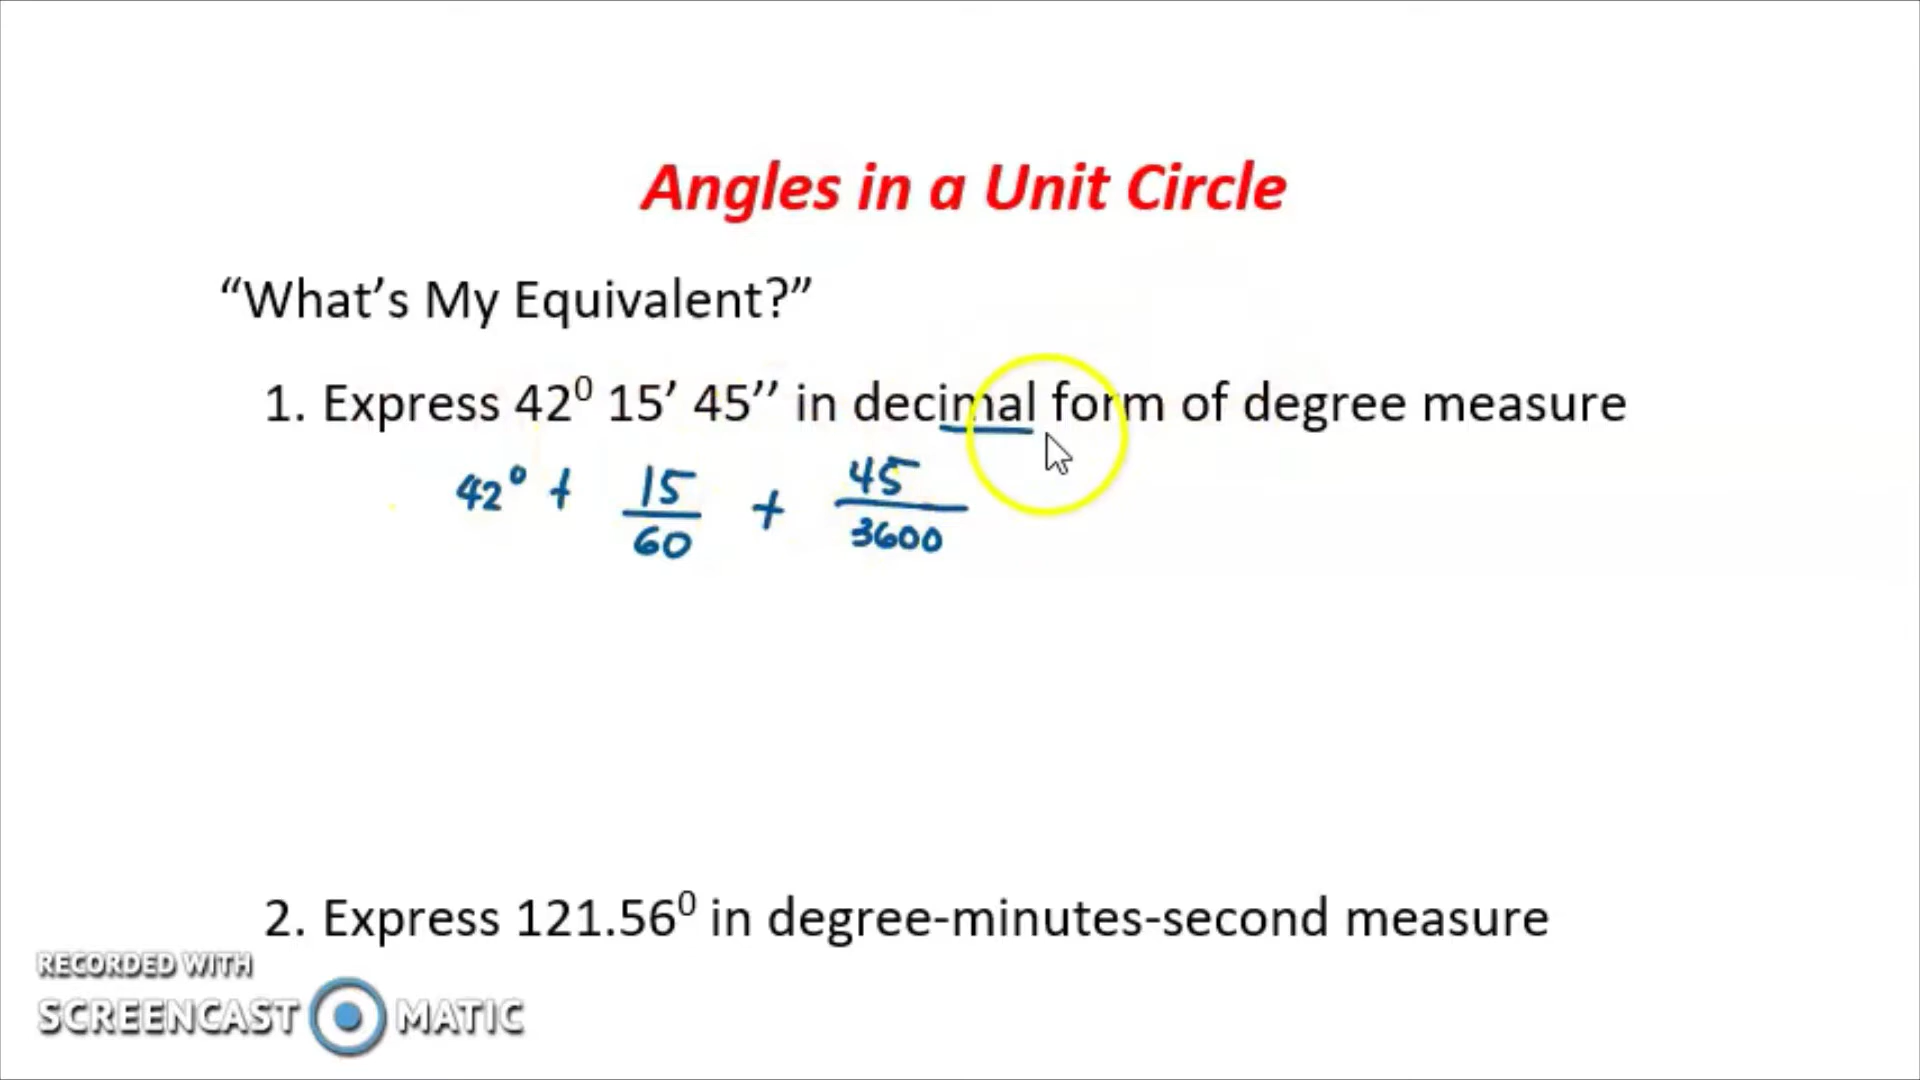 Angles in a Unit Circle
“What’s My Equivalent?”
1. Express 42⁰ 15’ 45’’ in decimal form of degree measure
42° + 15/60 + 45/3600
2. Express 121.56⁰ in degree-minutes-second measure
RECORDED WITH
SCREENCAST MATIC